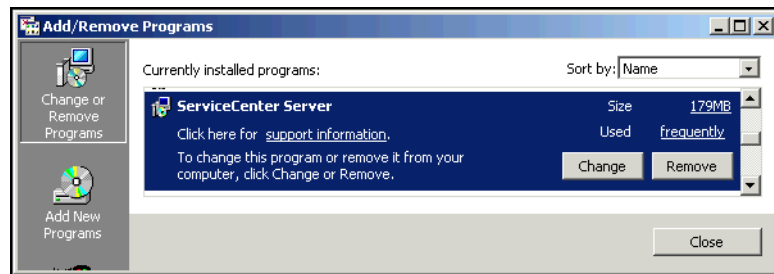 Add/Remove Programs
Change or
Remove
Programs
Add New
Programs
Currently installed programs:
Sort by: Name
ServiceCenter Server
Size 179MB
Click here for support information.
Used frequently
To change this program or remove it from your
computer, click Change or Remove.
Change Remove
Close